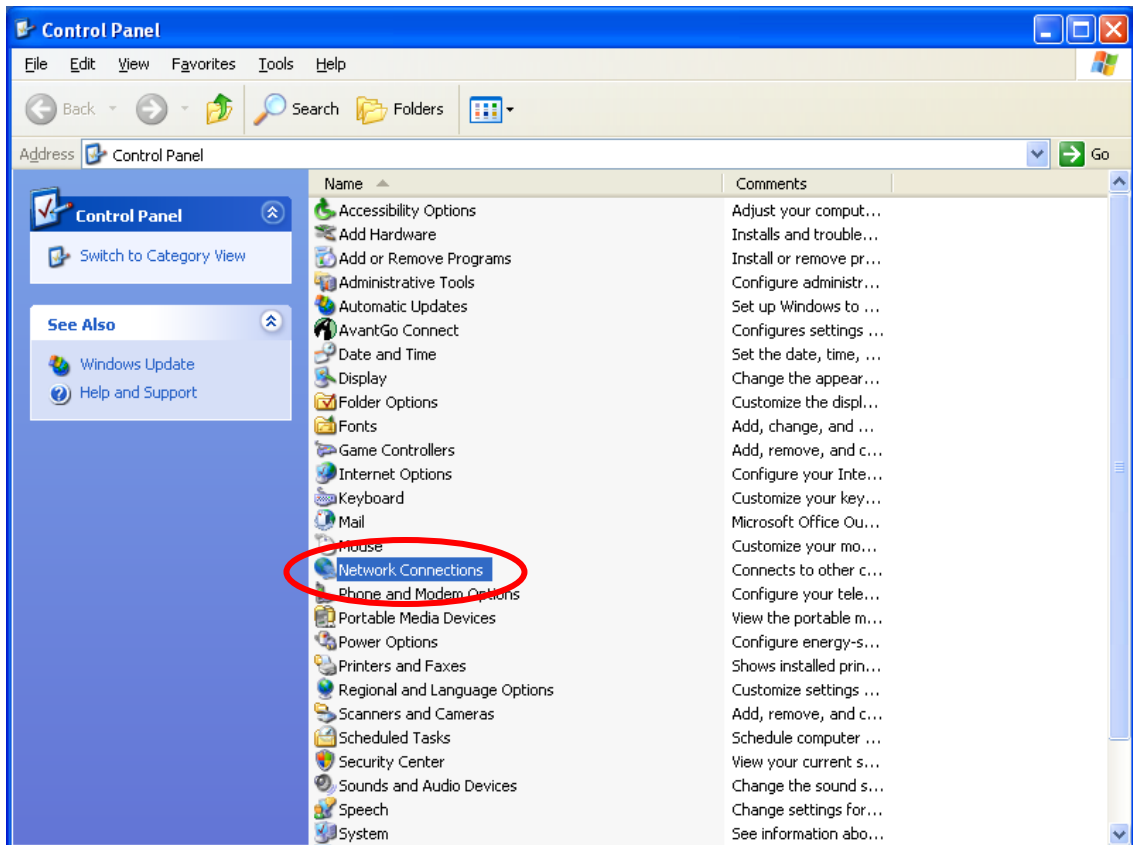 Control Panel
File Edit View Favorites Tools Help
Back Search Folders
Address Control Panel Go
Control Panel
Switch to Category View
See Also
Windows Update
Help and Support
Name Comments
Accessibility Options Adjust your comput...
Add Hardware Installs and trouble...
Add or Remove Programs Install or remove pr...
Administrative Tools Configure administr...
Automatic Updates Set up Windows to ...
AvantGo Connect Configures settings ...
Date and Time Set the date, time, ...
Display Change the appear...
Folder Options Customize the displ...
Fonts Add, change, and ...
Game Controllers Add, remove, and c...
Internet Options Configure your Inte...
Keyboard Customize your key...
Mail Microsoft Office Ou...
Mouse Customize your mo...
Network Connections Connects to other c...
Phone and Modem Options Configure your tele...
Portable Media Devices View the portable m...
Power Options Configure energy-s...
Printers and Faxes Shows installed prin...
Regional and Language Options Customize settings ...
Scanners and Cameras Add, remove, and c...
Scheduled Tasks Schedule computer ...
Security Center View your current s...
Sounds and Audio Devices Change the sound s...
Speech Change settings for...
System See information abo...